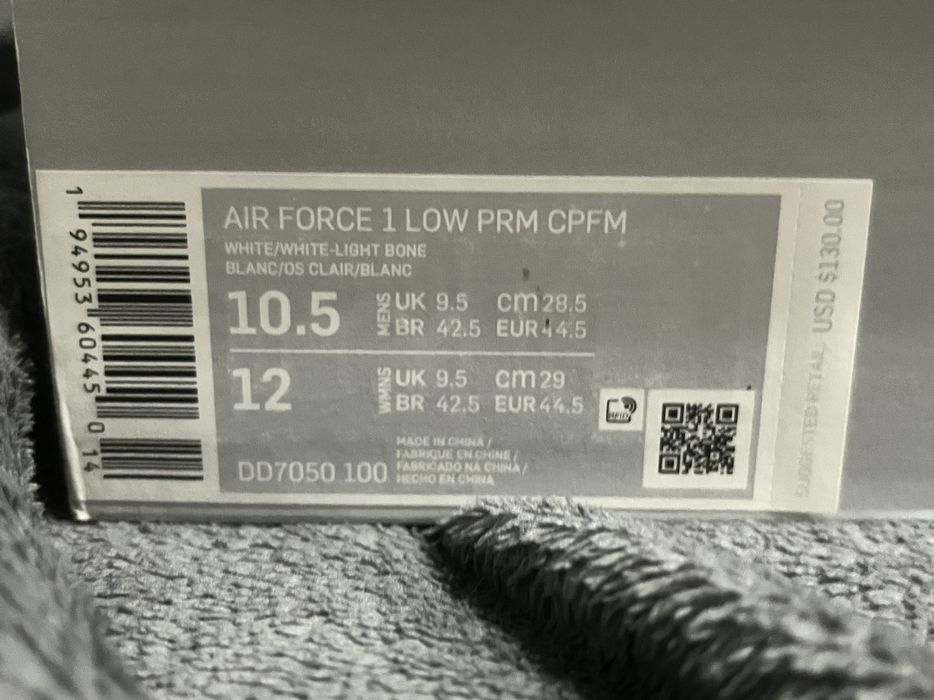 AIR FORCE 1 LOW PRM CPFM
WHITE/WHITE-LIGHT BONE
BLANC/OS CLAIR/BLANC
10.5 MENS UK 9.5 cm 28.5
BR 42.5 EUR 44.5
12 WMNS UK 9.5 cm 29
BR 42.5 EUR 44.5
DD7050 100
MADE IN CHINA /
FABRIQUE EN CHINE /
FABRICADO NA CHINA /
HECHO EN CHINA
RFID
1 94953 60445 0 14
SUGGESTED RETAIL USD $130.00